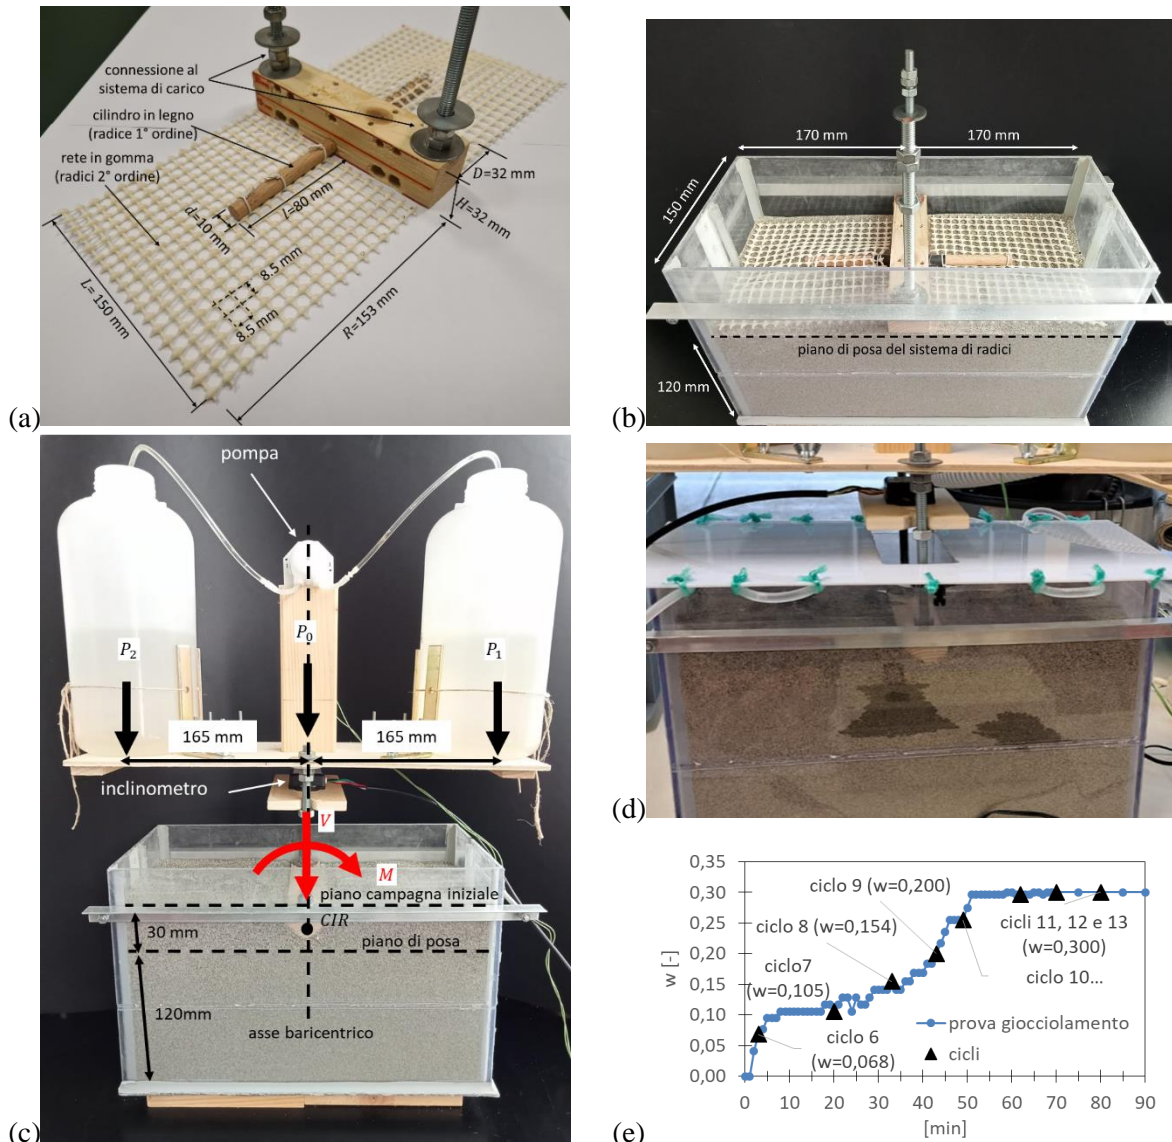 connessione al
sistema di carico
cilindro in legno
(radice 1° ordine)
rete in gomma
(radici 2° ordine)
D=32 mm
H=32 mm
l=80 mm
d=10 mm
8.5 mm
8.5 mm
L= 150 mm
R=153 mm
(a)
170 mm
170 mm
150 mm
piano di posa del sistema di radici
120 mm
(b)
pompa
P₀
P₂
P₁
165 mm
165 mm
inclinometro
V
M
piano campagna iniziale
CIR
30 mm
piano di posa
120mm
asse baricentrico
(c)
(d)
0,35
0,30
0,25
0,20
0,15
0,10
0,05
0,00
w [-]
ciclo 9 (w=0,200)
ciclo 8 (w=0,154)
ciclo7
(w=0,105)
cicli 11, 12 e 13
(w=0,300)
ciclo 10...
ciclo 6
(w=0,068)
prova giocciolamento
cicli
0 10 20 30 40 50 60 70 80 90
[min]
(e)